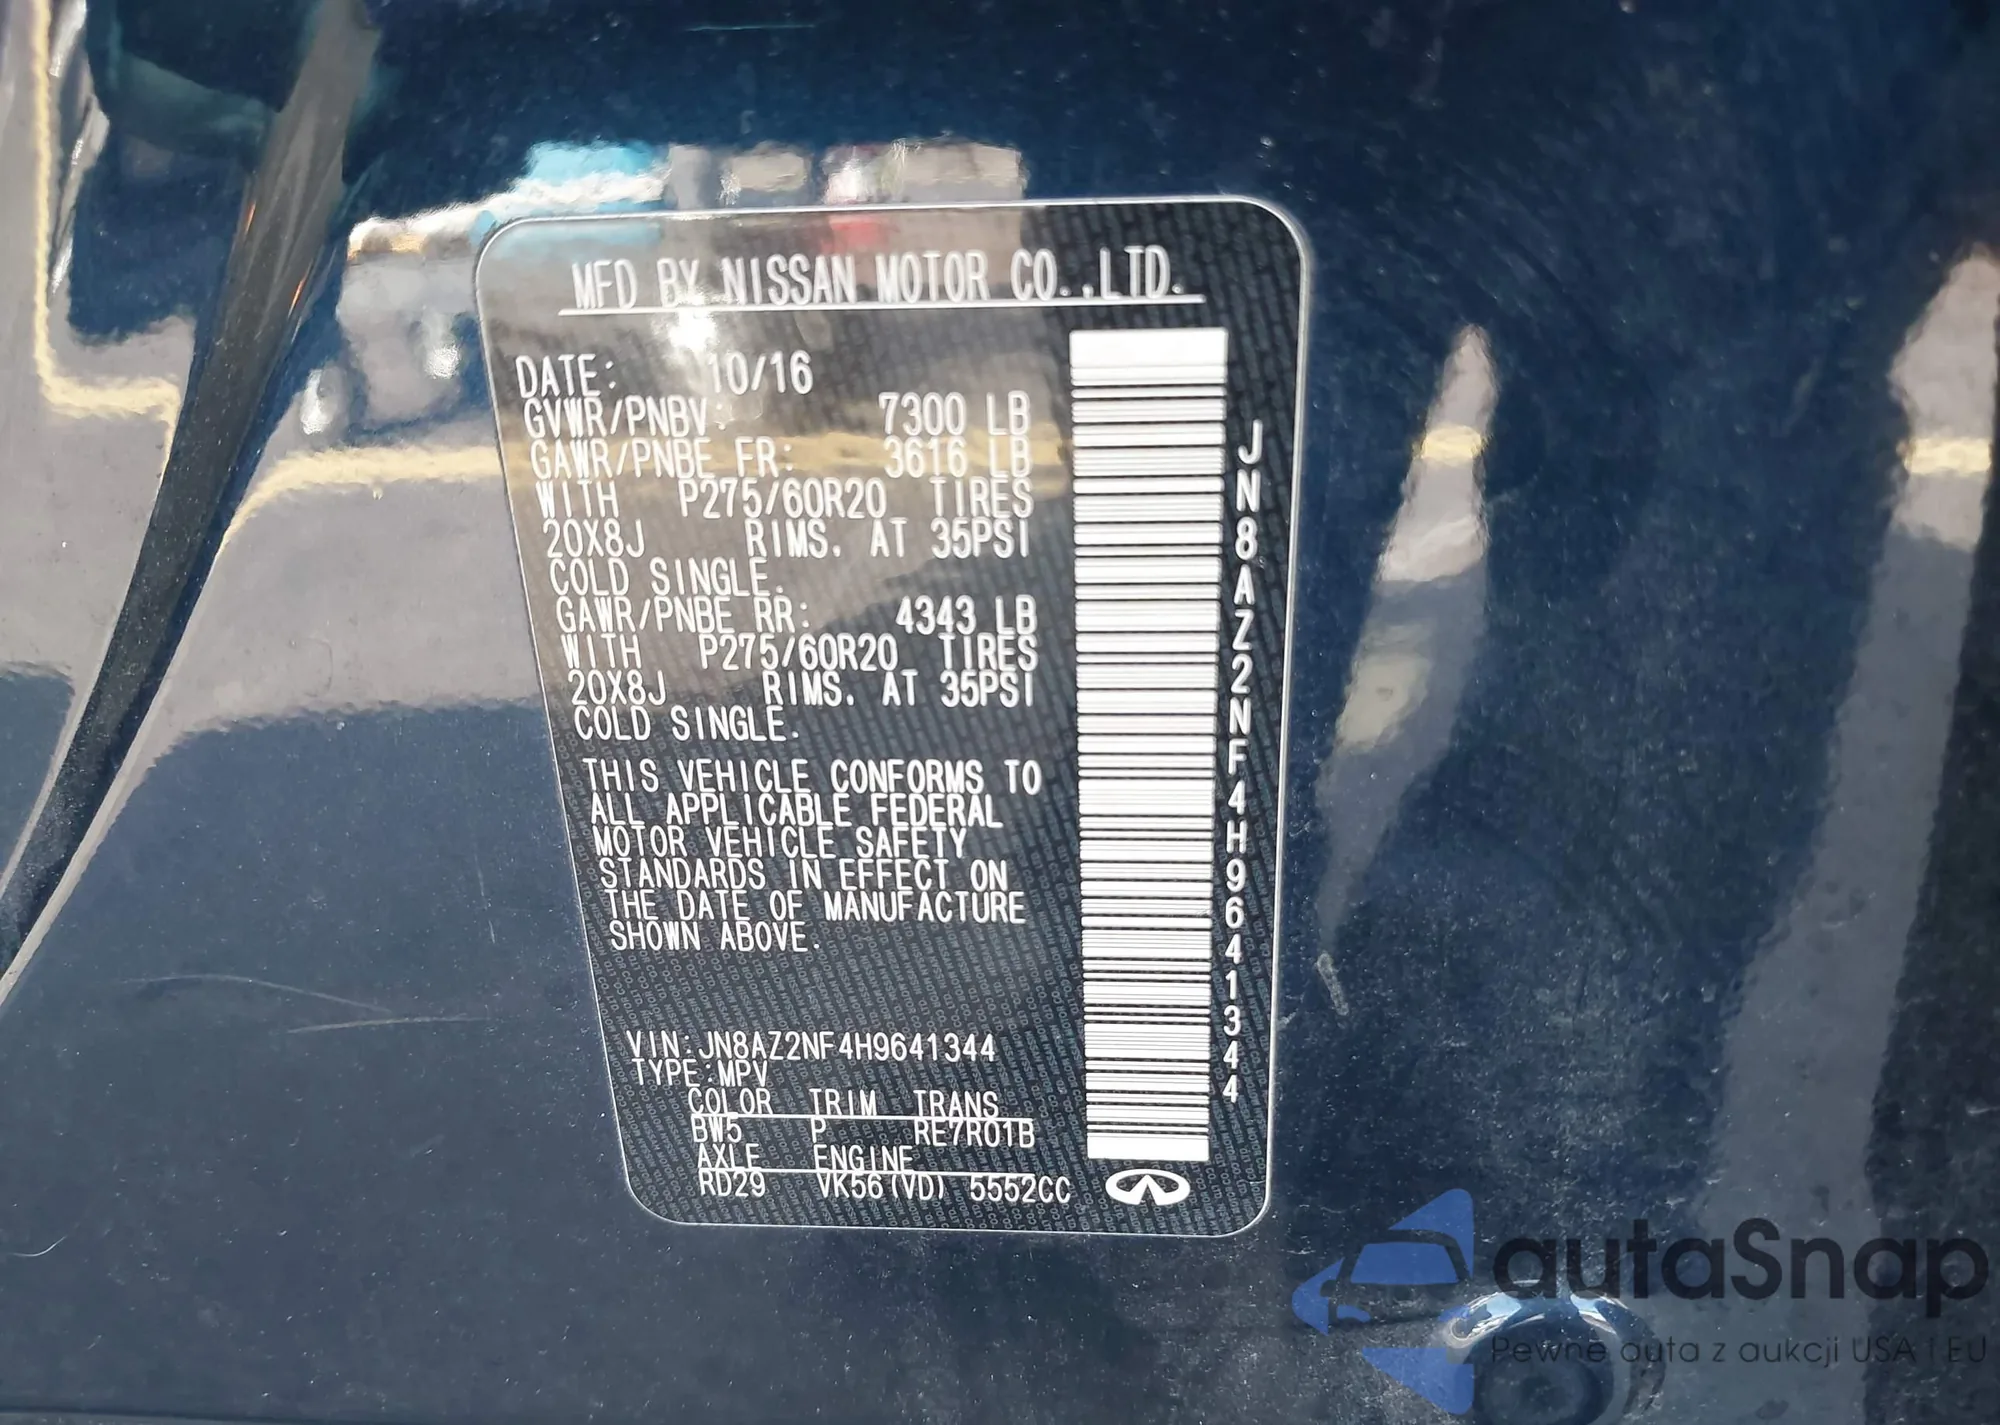 MFD BY NISSAN MOTOR CO.,LTD.
DATE: 10/16
GVWR/PNBV: 7300 LB
GAWR/PNBE FR: 3616 LB
WITH P275/60R20 TIRES
20X8J RIMS. AT 35PSI
COLD SINGLE.
GAWR/PNBE RR: 4343 LB
WITH P275/60R20 TIRES
20X8J RIMS. AT 35PSI
COLD SINGLE.
THIS VEHICLE CONFORMS TO
ALL APPLICABLE FEDERAL
MOTOR VEHICLE SAFETY
STANDARDS IN EFFECT ON
THE DATE OF MANUFACTURE
SHOWN ABOVE.
VIN:JN8AZ2NF4H9641344
TYPE:MPV
COLOR TRIM TRANS
BW5 P RE7R01B
AXLE ENGINE
RD29 VK56(VD) 5552CC
JN8AZ2NF4H9641344
autaSnap
Pewne auta z aukcji USA i EU